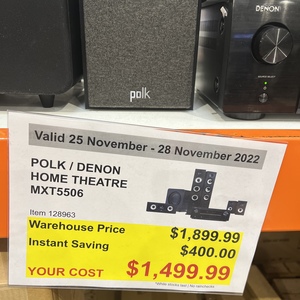 polk
DENON
Valid 25 November - 28 November 2022
POLK / DENON
HOME THEATRE
MXT5506
Item 128963
Warehouse Price $1,899.99
Instant Saving $400.00
YOUR COST $1,499.99